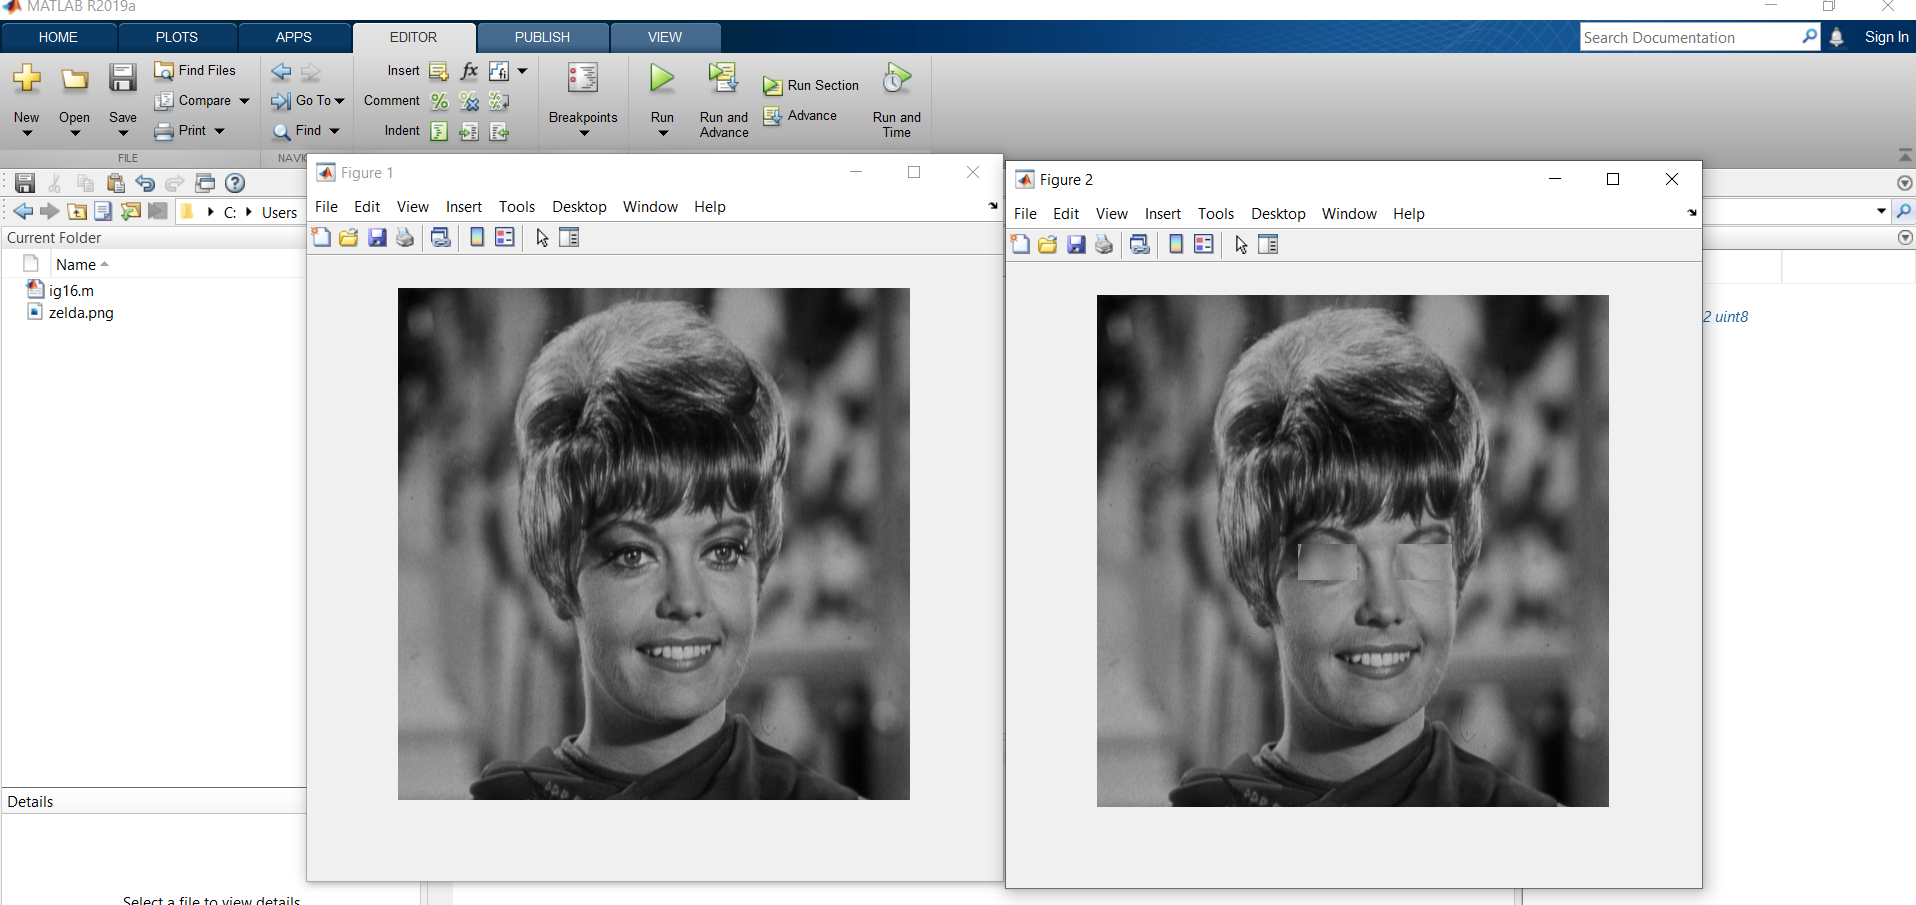 MATLAB R2019a
HOME PLOTS APPS EDITOR PUBLISH VIEW
Search Documentation Sign In
New Open Save Find Files Compare Print
Go To Find
Insert fx fi
Comment
Indent
Breakpoints
Run Run and Advance Run Section Advance Run and Time
FILE NAVIG
C: Users
Current Folder
Name
ig16.m
zelda.png
Details
Select a file to view details
Figure 1
File Edit View Insert Tools Desktop Window Help
Figure 2
File Edit View Insert Tools Desktop Window Help
2 uint8